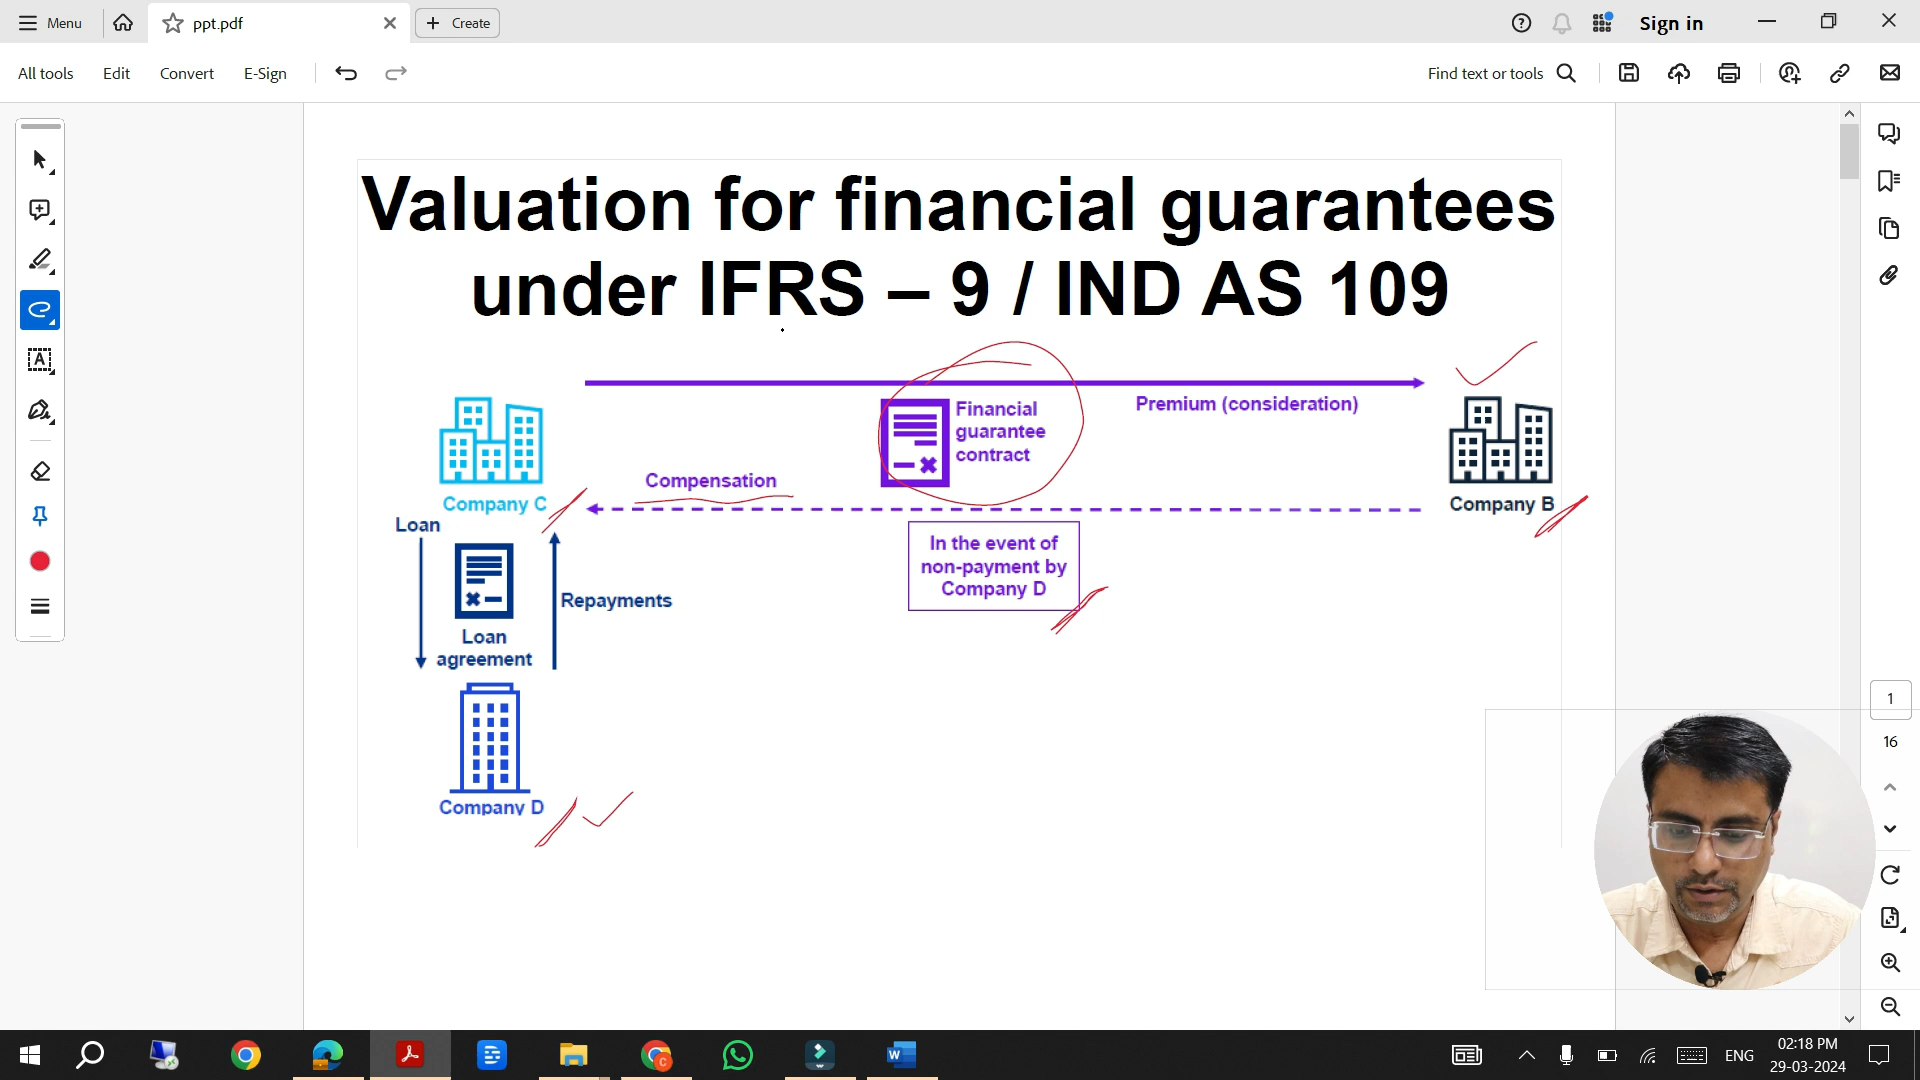 Menu
ppt.pdf
Create
Sign in
All tools
Edit
Convert
E-Sign
Find text or tools
Valuation for financial guarantees
under IFRS – 9 / IND AS 109
Premium (consideration)
Financial
guarantee
contract
Compensation
Company C
Company B
Loan
In the event of
non-payment by
Company D
Repayments
Loan
agreement
Company D
1
16
ENG
02:18 PM
29-03-2024